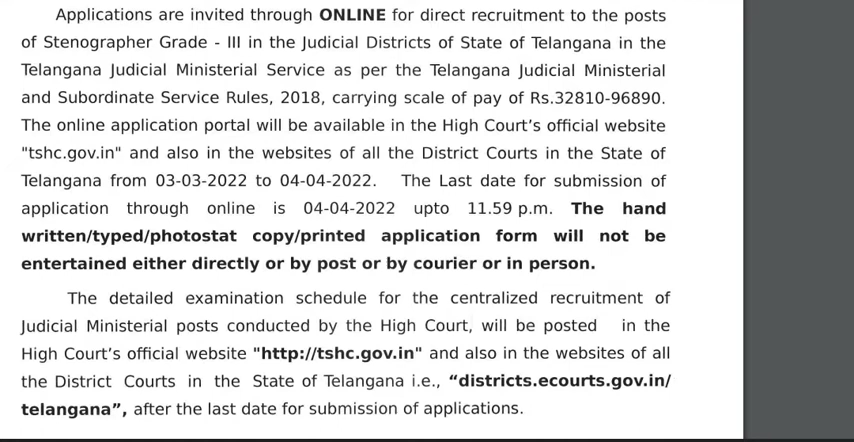 Applications are invited through ONLINE for direct recruitment to the posts
of Stenographer Grade - III in the Judicial Districts of State of Telangana in the
Telangana Judicial Ministerial Service as per the Telangana Judicial Ministerial
and Subordinate Service Rules, 2018, carrying scale of pay of Rs.32810-96890.
The online application portal will be available in the High Court’s official website
"tshc.gov.in" and also in the websites of all the District Courts in the State of
Telangana from 03-03-2022 to 04-04-2022. The Last date for submission of
application through online is 04-04-2022 upto 11.59 p.m. The hand
written/typed/photostat copy/printed application form will not be
entertained either directly or by post or by courier or in person.
The detailed examination schedule for the centralized recruitment of
Judicial Ministerial posts conducted by the High Court, will be posted in the
High Court’s official website "http://tshc.gov.in" and also in the websites of all
the District Courts in the State of Telangana i.e., “districts.ecourts.gov.in/
telangana”, after the last date for submission of applications.